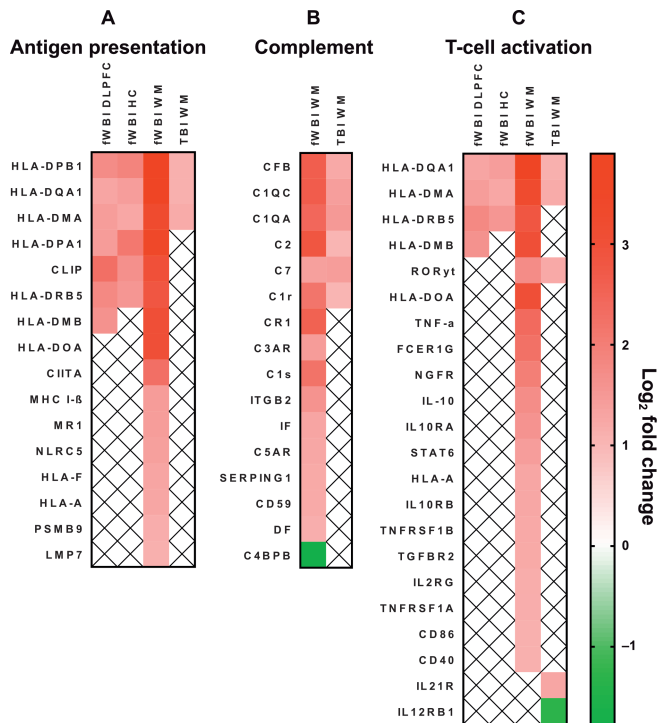 A
Antigen presentation
fWBI DLPFC
fWBI HC
fWBI WM
TBI WM
HLA-DPB1
HLA-DQA1
HLA-DMA
HLA-DPA1
CLIP
HLA-DRB5
HLA-DMB
HLA-DOA
CIITA
MHC I-ß
MR1
NLRC5
HLA-F
HLA-A
PSMB9
LMP7
B
Complement
fWBI WM
TBI WM
CFB
C1QC
C1QA
C2
C7
C1r
CR1
C3AR
C1s
ITGB2
IF
C5AR
SERPING1
CD59
DF
C4BPB
C
T-cell activation
fWBI DLPFC
fWBI HC
fWBI WM
TBI WM
HLA-DQA1
HLA-DMA
HLA-DRB5
HLA-DMB
RORyt
HLA-DOA
TNF-a
FCER1G
NGFR
IL-10
IL10RA
STAT6
HLA-A
IL10RB
TNFRSF1B
TGFBR2
IL2RG
TNFRSF1A
CD86
CD40
IL21R
IL12RB1
3
2
1
0
−1
Log₂ fold change